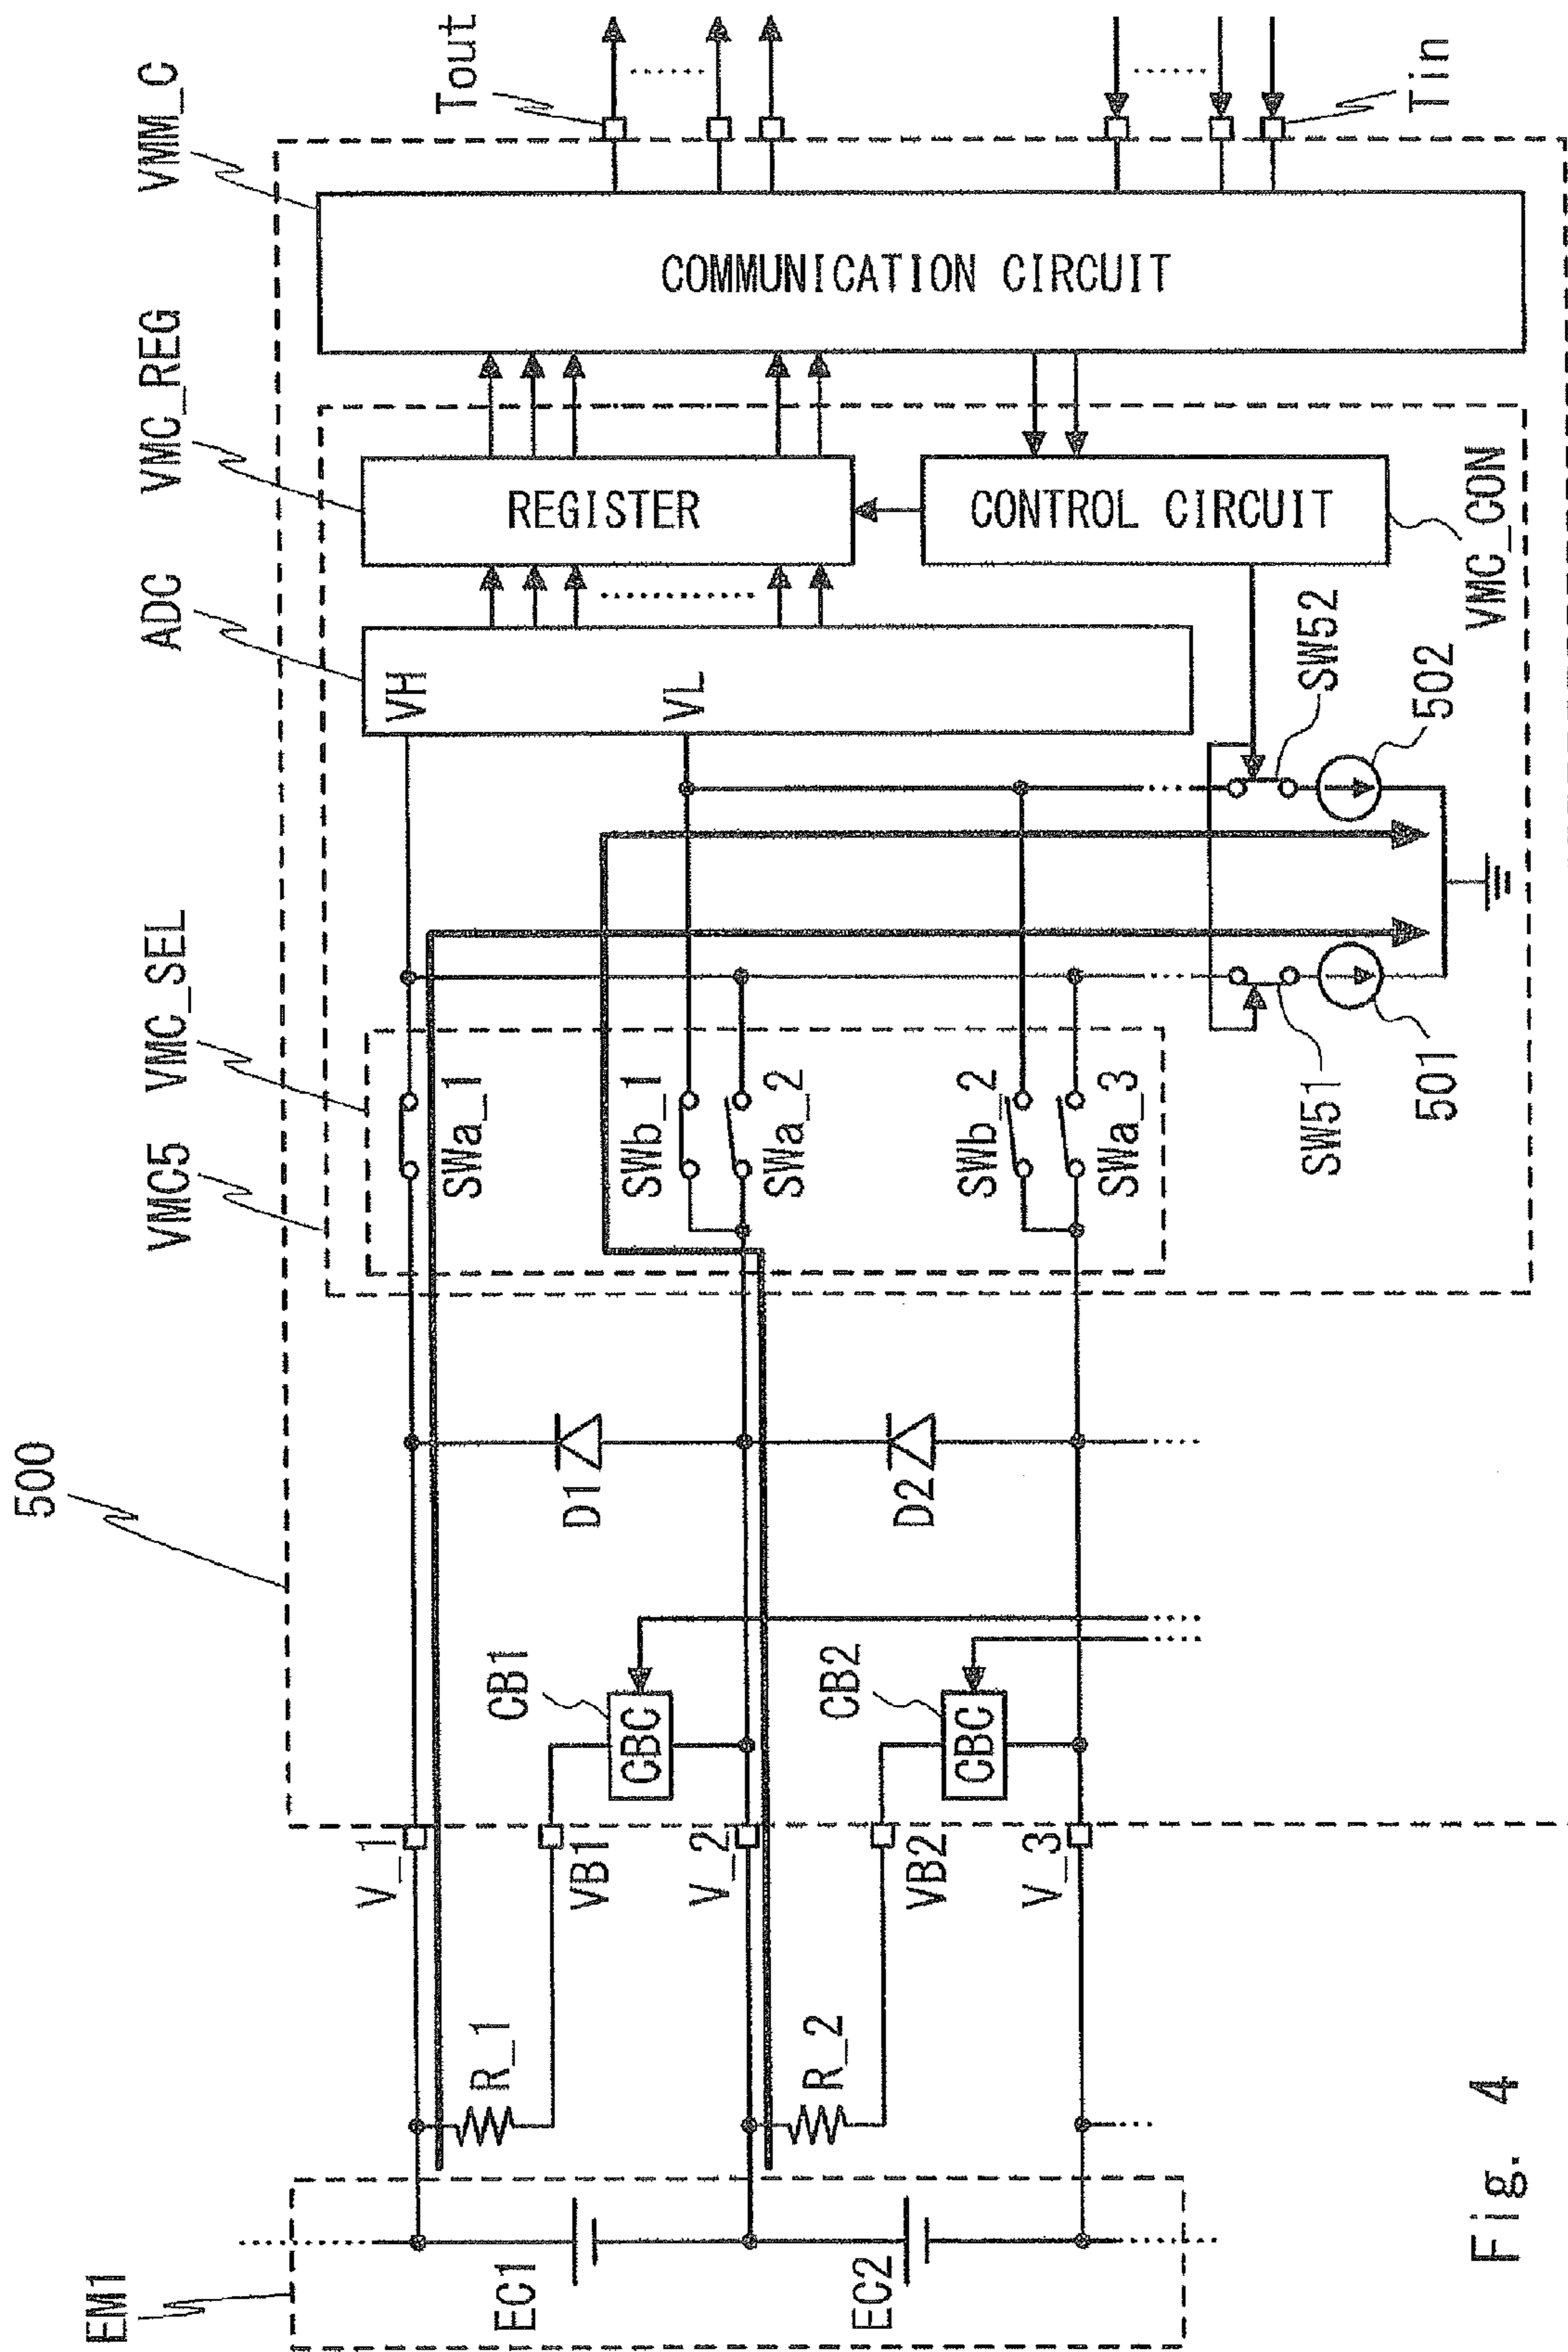 500
VMC5
VMC_SEL
ADC
VMC_REG
VMM_C
Tout
EM1
V_1
SWa_1
VH
REGISTER
COMMUNICATION CIRCUIT
EC1
R_1
VB1
CB1
CBC
D1
SWb_1
VL
V_2
SWa_2
EC2
R_2
VB2
CB2
CBC
D2
SWb_2
CONTROL CIRCUIT
V_3
SWa_3
SW51
501
SW52
502
VMC_CON
Tin
Fig. 4